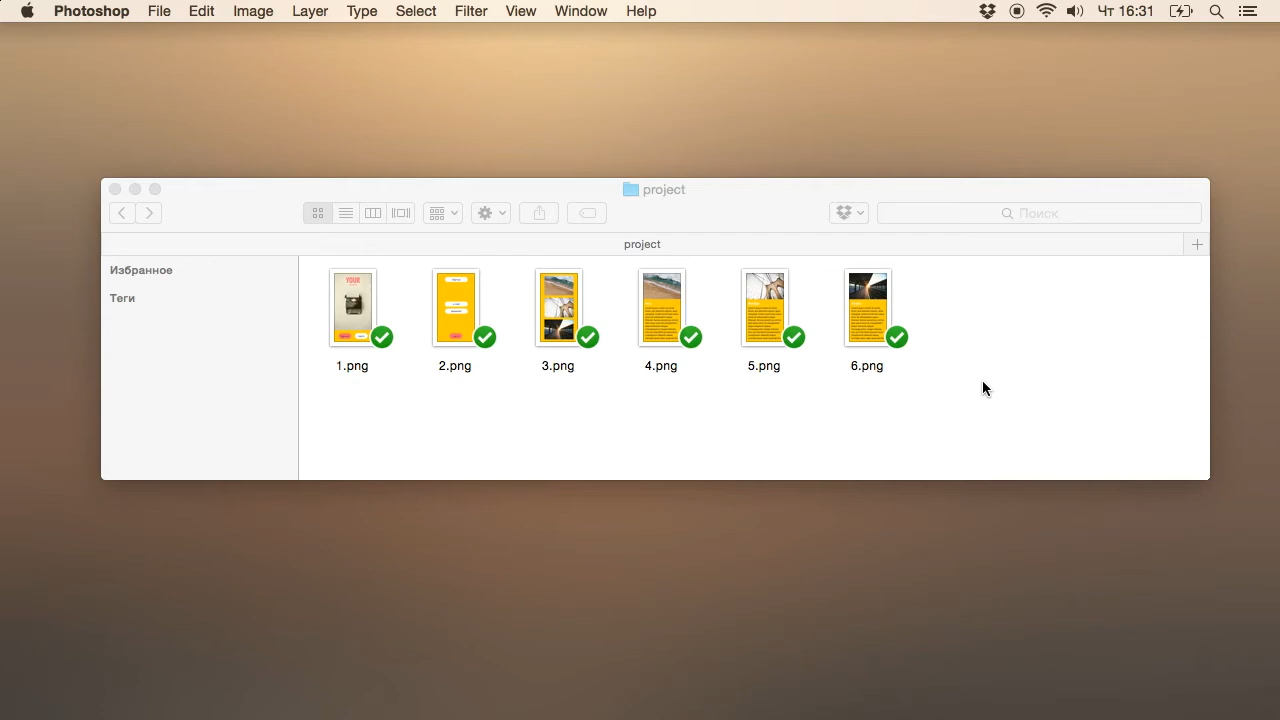 Photoshop File Edit Image Layer Type Select Filter View Window Help Чт 16:31
project
Поиск
project
Избранное
Теги
YOUR
1.png 2.png 3.png 4.png 5.png 6.png